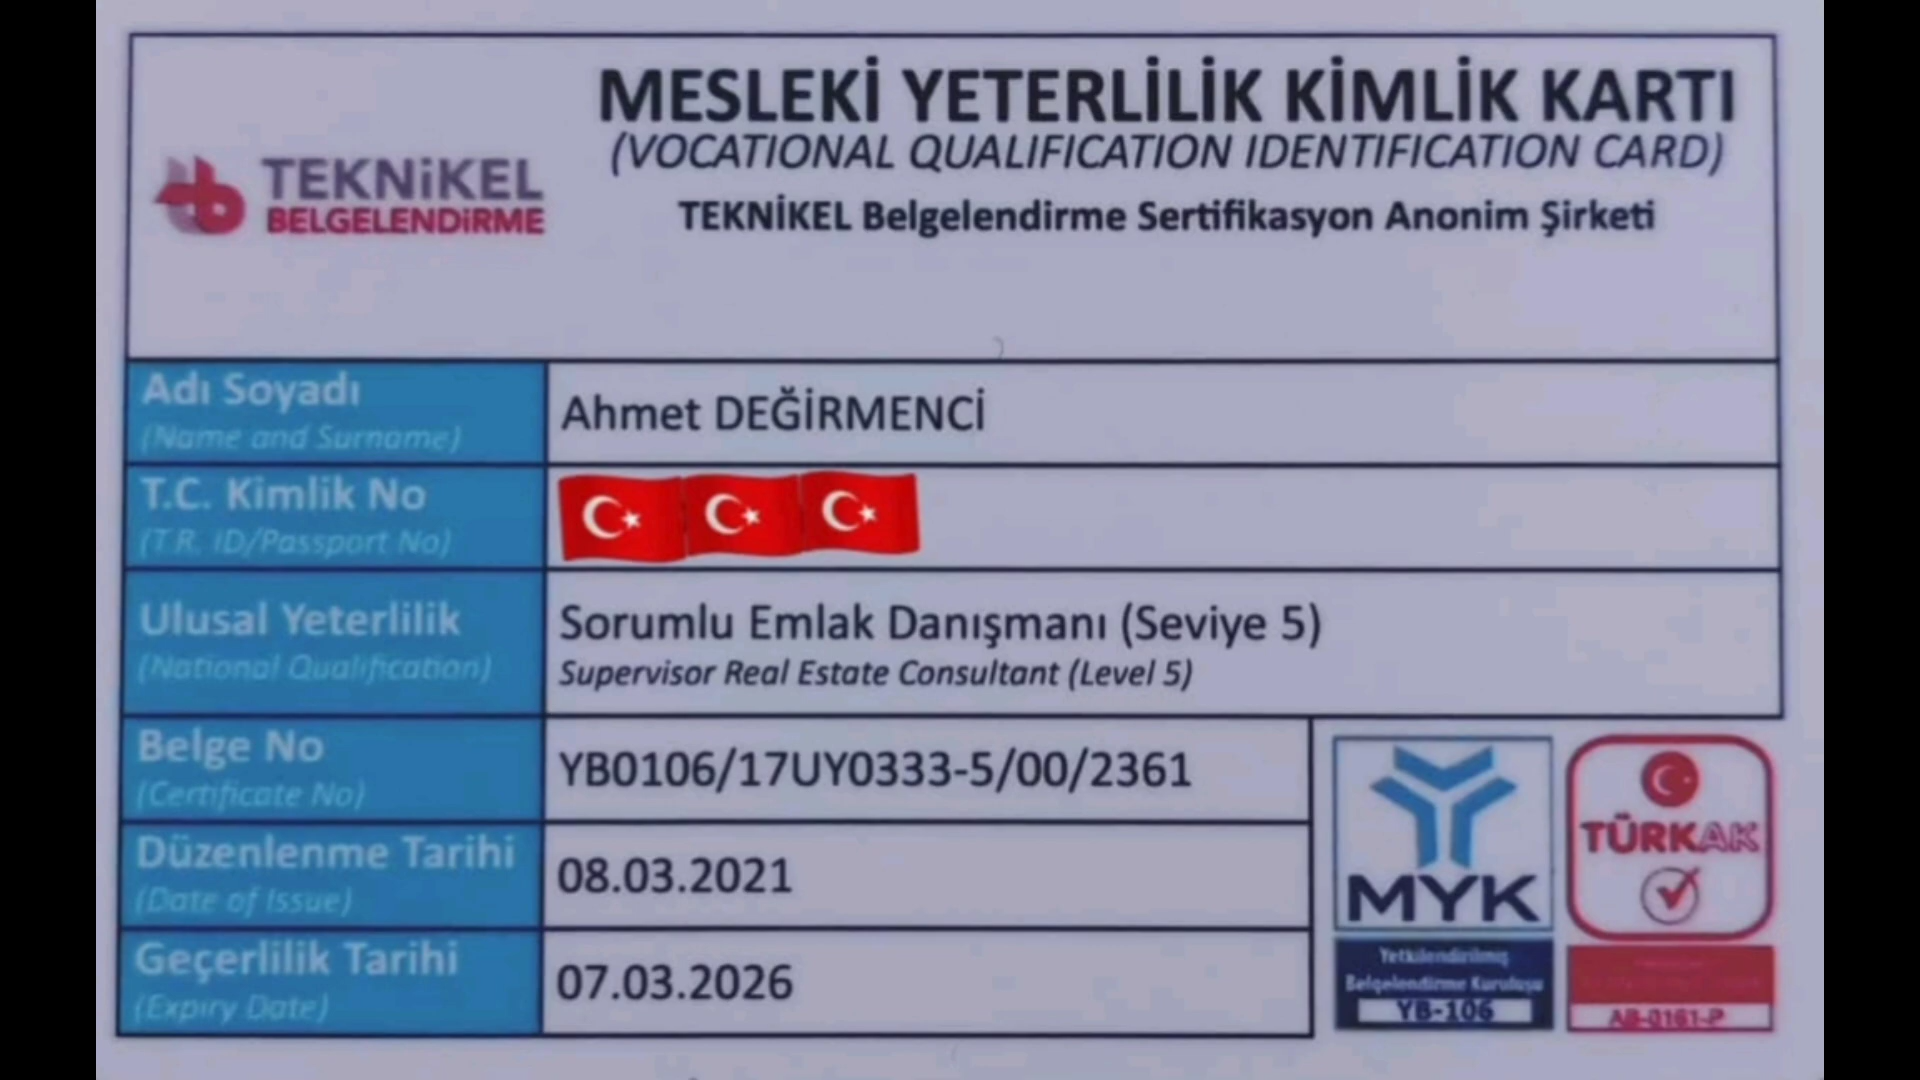 MESLEKİ YETERLİLİK KİMLİK KARTI
(VOCATIONAL QUALIFICATION IDENTIFICATION CARD)
TEKNİKEL BELGELENDİRME
TEKNİKEL Belgelendirme Sertifikasyon Anonim Şirketi
Adı Soyadı
(Name and Surname)
Ahmet DEĞİRMENCİ
T.C. Kimlik No
(T.R. ID/Passport No)
Ulusal Yeterlilik
(National Qualification)
Sorumlu Emlak Danışmanı (Seviye 5)
Supervisor Real Estate Consultant (Level 5)
Belge No
(Certificate No)
YB0106/17UY0333-5/00/2361
Düzenlenme Tarihi
(Date of Issue)
08.03.2021
Geçerlilik Tarihi
(Expiry Date)
07.03.2026
MYK
Yetkilendirilmiş
Belgelendirme Kuruluşu
YB-106
TÜRKAK
AB-0161-P